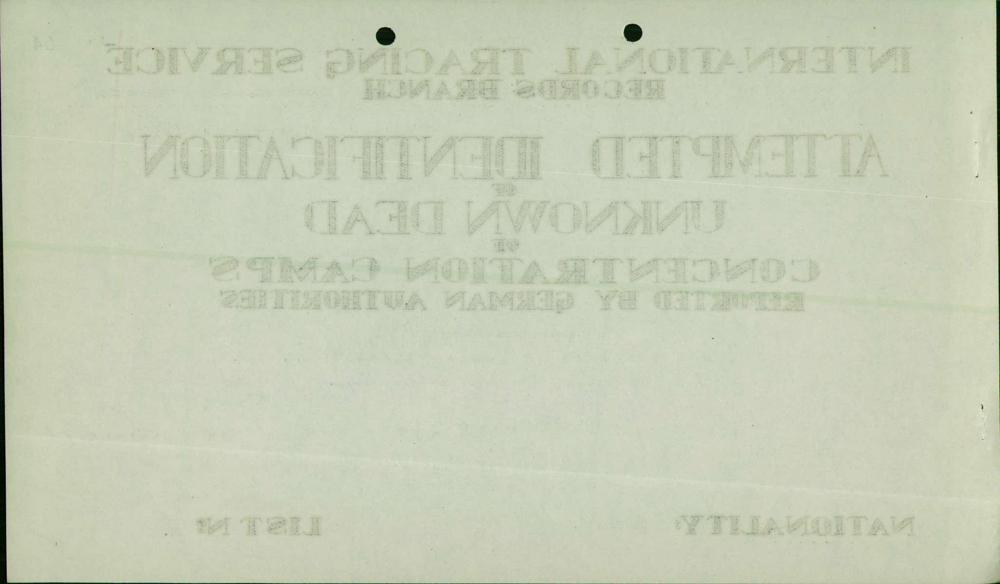 64
INTERNATIONAL TRACING SERVICE
RECORDS BRANCH
ATTEMPTED IDENTIFICATION
OF
UNKNOWN DEAD
OF
CONCENTRATION CAMPS
REPORTED BY GERMAN AUTHORITIES
NATIONALITY: LIST Nº